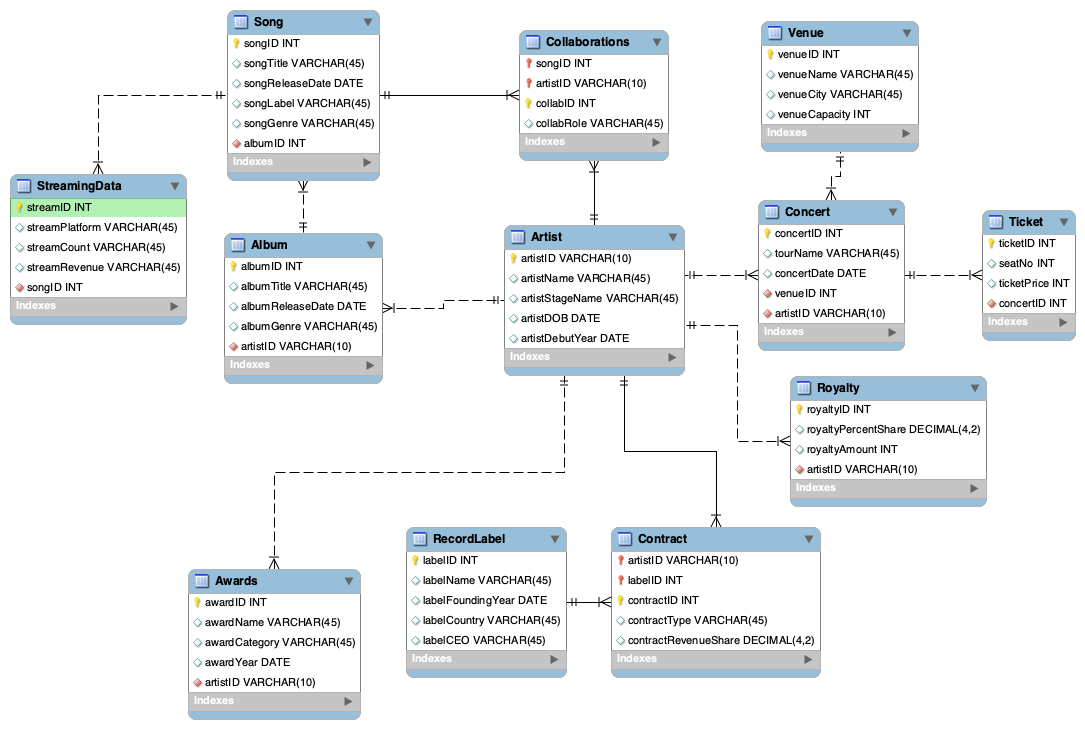 Song
songID INT
songTitle VARCHAR(45)
songReleaseDate DATE
songLabel VARCHAR(45)
songGenre VARCHAR(45)
albumID INT
Indexes
Collaborations
songID INT
artistID VARCHAR(10)
collabID INT
collabRole VARCHAR(45)
Indexes
Venue
venueID INT
venueName VARCHAR(45)
venueCity VARCHAR(45)
venueCapacity INT
Indexes
StreamingData
streamID INT
streamPlatform VARCHAR(45)
streamCount VARCHAR(45)
streamRevenue VARCHAR(45)
songID INT
Indexes
Album
albumID INT
albumTitle VARCHAR(45)
albumReleaseDate DATE
albumGenre VARCHAR(45)
artistID VARCHAR(10)
Indexes
Artist
artistID VARCHAR(10)
artistName VARCHAR(45)
artistStageName VARCHAR(45)
artistDOB DATE
artistDebutYear DATE
Indexes
Concert
concertID INT
tourName VARCHAR(45)
concertDate DATE
venueID INT
artistID VARCHAR(10)
Indexes
Ticket
ticketID INT
seatNo INT
ticketPrice INT
concertID INT
Indexes
Royalty
royaltyID INT
royaltyPercentShare DECIMAL(4,2)
royaltyAmount INT
artistID VARCHAR(10)
Indexes
RecordLabel
labelID INT
labelName VARCHAR(45)
labelFoundingYear DATE
labelCountry VARCHAR(45)
labelCEO VARCHAR(45)
Indexes
Contract
artistID VARCHAR(10)
labelID INT
contractID INT
contractType VARCHAR(45)
contractRevenueShare DECIMAL(4,2)
Indexes
Awards
awardID INT
awardName VARCHAR(45)
awardCategory VARCHAR(45)
awardYear DATE
artistID VARCHAR(10)
Indexes